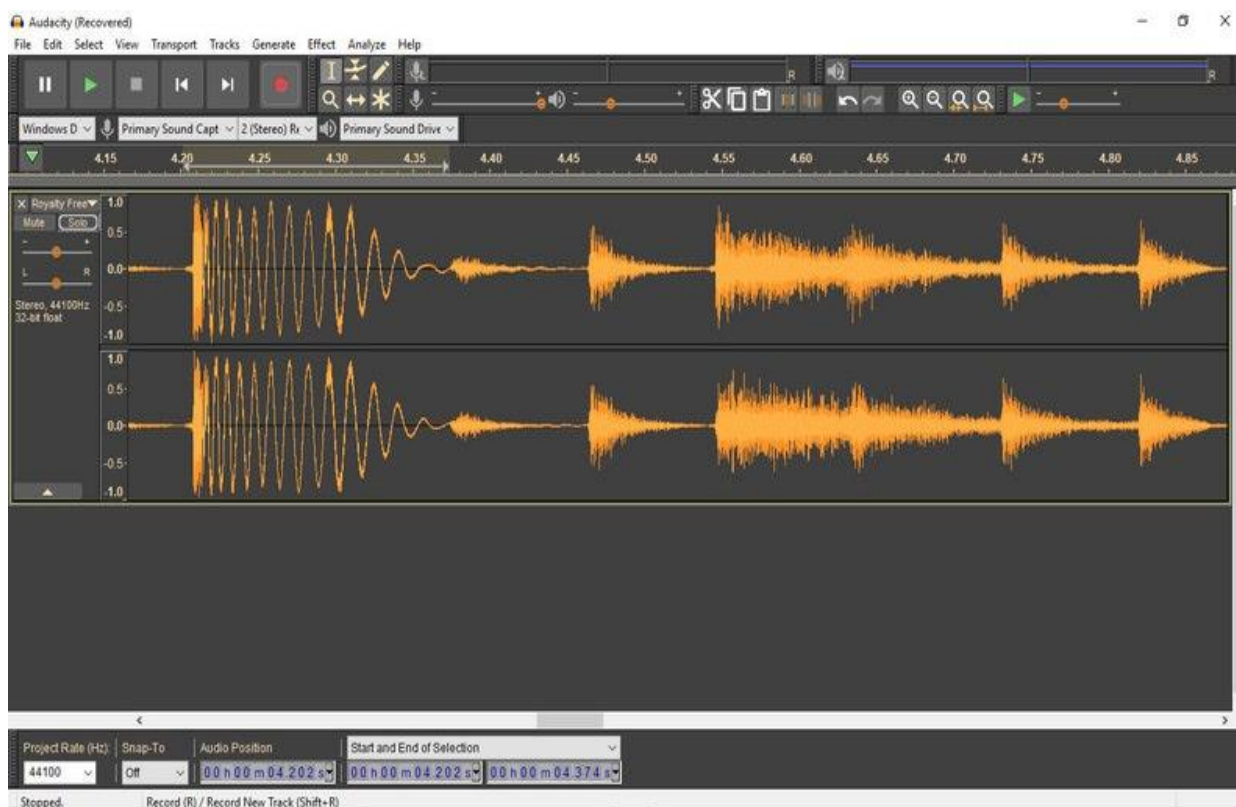 Audacity (Recovered)
File Edit Select View Transport Tracks Generate Effect Analyze Help
R R
Windows D Primary Sound Capt 2 (Stereo) Re Primary Sound Drive
4.15 4.20 4.25 4.30 4.35 4.40 4.45 4.50 4.55 4.60 4.65 4.70 4.75 4.80 4.85
X Royalty Free 1.0
Mute Solo
0.5
- +
L R 0.0
Stereo, 44100Hz -0.5
32-bit float
-1.0
1.0
0.5
0.0
-0.5
-1.0
Project Rate (Hz): Snap-To Audio Position Start and End of Selection
44100 Off 00 h 00 m 04.202 s 00 h 00 m 04.202 s 00 h 00 m 04.374 s
Stopped. Record (R) / Record New Track (Shift+R)